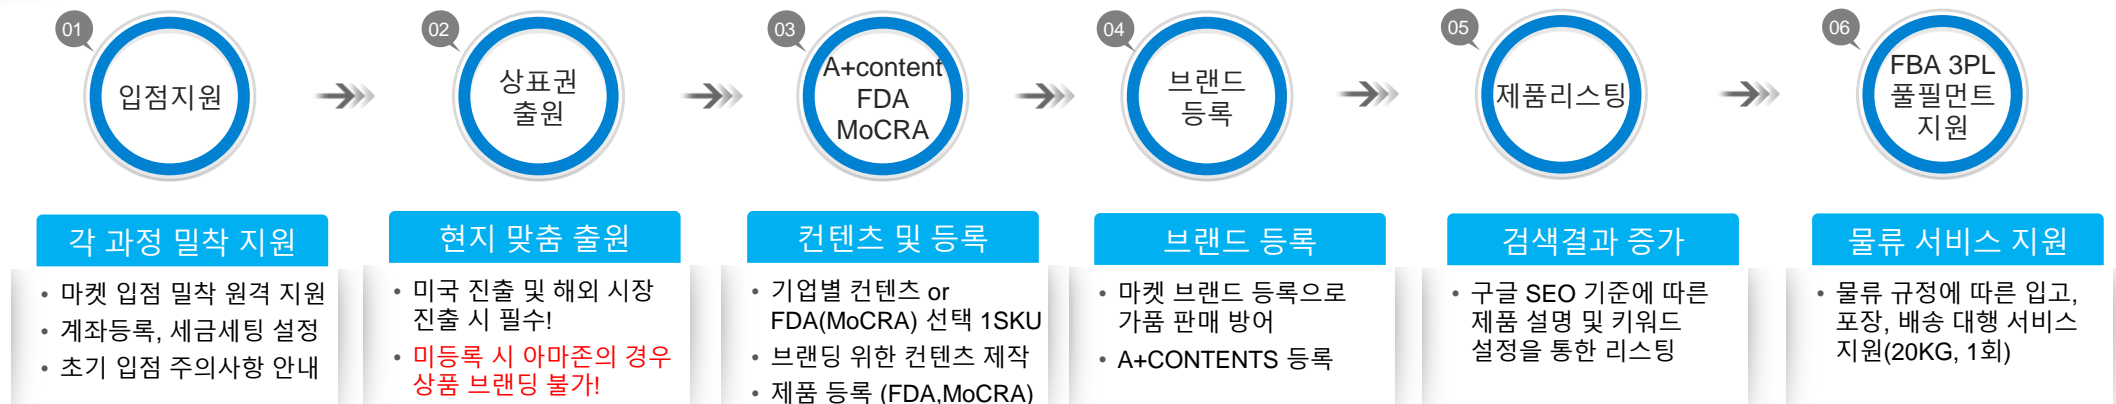 01
입점지원
02
상표권
출원
03
A+content
FDA
MoCRA
04
브랜드
등록
05
제품리스팅
06
FBA 3PL
풀필먼트
지원
각 과정 밀착 지원
• 마켓 입점 밀착 원격 지원
• 계좌등록, 세금세팅 설정
• 초기 입점 주의사항 안내
현지 맞춤 출원
• 미국 진출 및 해외 시장
진출 시 필수!
• 미등록 시 아마존의 경우
상품 브랜딩 불가!
컨텐츠 및 등록
• 기업별 컨텐츠 or
FDA(MoCRA) 선택 1SKU
• 브랜딩 위한 컨텐츠 제작
• 제품 등록 (FDA,MoCRA)
브랜드 등록
• 마켓 브랜드 등록으로
가품 판매 방어
• A+CONTENTS 등록
검색결과 증가
• 구글 SEO 기준에 따른
제품 설명 및 키워드
설정을 통한 리스팅
물류 서비스 지원
• 물류 규정에 따른 입고,
포장, 배송 대행 서비스
지원(20KG, 1회)